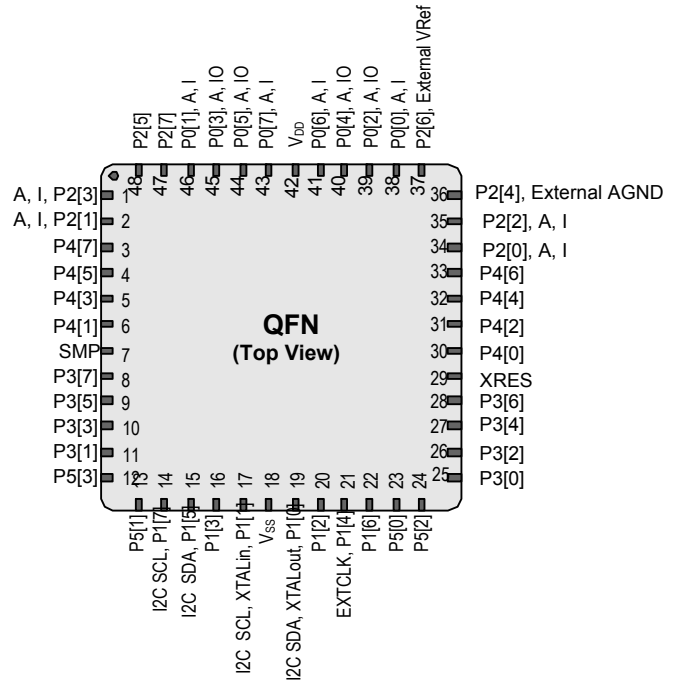 P2[5]
P2[7]
P0[1], A, I
P0[3], A, IO
P0[5], A, IO
P0[7], A, I
VDD
P0[6], A, I
P0[4], A, IO
P0[2], A, IO
P0[0], A, I
P2[6], External VRef
48
47
46
45
44
43
42
41
40
39
38
37
A, I, P2[3]
A, I, P2[1]
P4[7]
P4[5]
P4[3]
P4[1]
SMP
P3[7]
P3[5]
P3[3]
P3[1]
P5[3]
1
2
3
4
5
6
7
8
9
10
11
12
QFN
(Top View)
36
35
34
33
32
31
30
29
28
27
26
25
P2[4], External AGND
P2[2], A, I
P2[0], A, I
P4[6]
P4[4]
P4[2]
P4[0]
XRES
P3[6]
P3[4]
P3[2]
P3[0]
13
14
15
16
17
18
19
20
21
22
23
24
P5[1]
I2C SCL, P1[7]
I2C SDA, P1[5]
P1[3]
I2C SCL, XTALin, P1[1]
Vss
I2C SDA, XTALout, P1[0]
P1[2]
EXTCLK, P1[4]
P1[6]
P5[0]
P5[2]